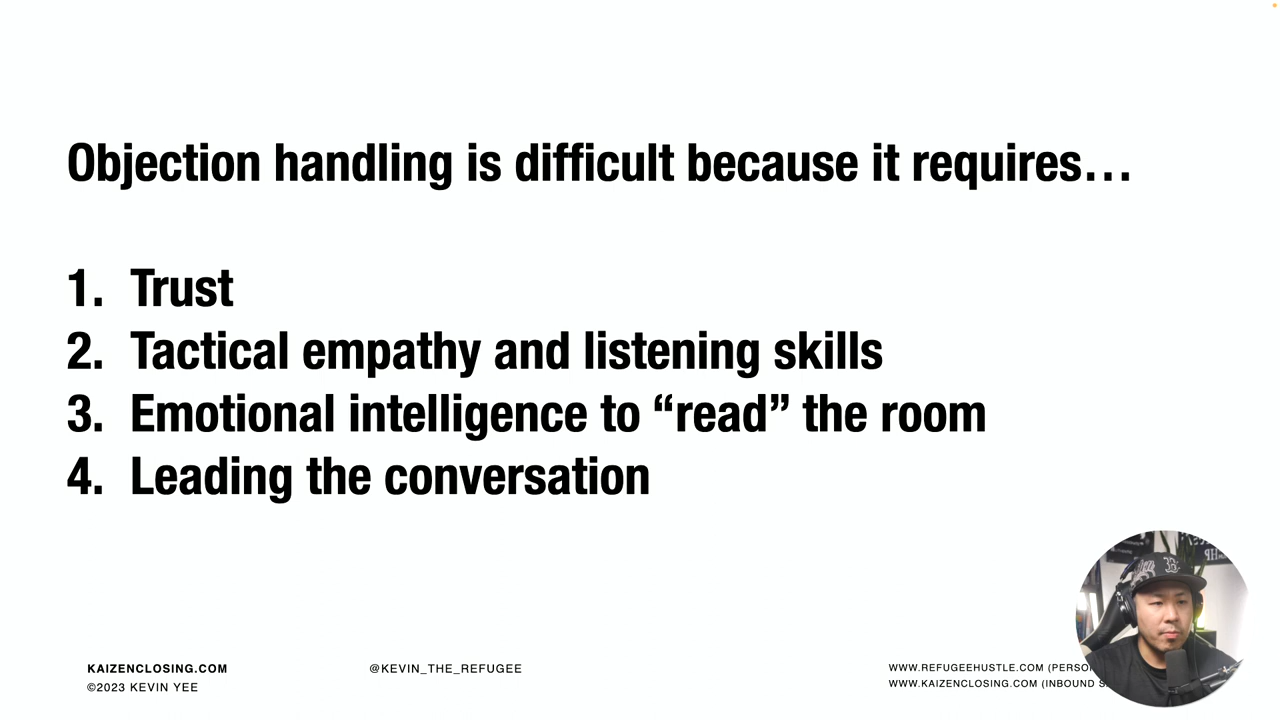 Objection handling is difficult because it requires…
1. Trust
2. Tactical empathy and listening skills
3. Emotional intelligence to “read” the room
4. Leading the conversation
KAIZENCLOSING.COM
©2023 KEVIN YEE
@KEVIN_THE_REFUGEE
WWW.REFUGEEHUSTLE.COM
WWW.KAIZENCLOSING.COM (INBOUND